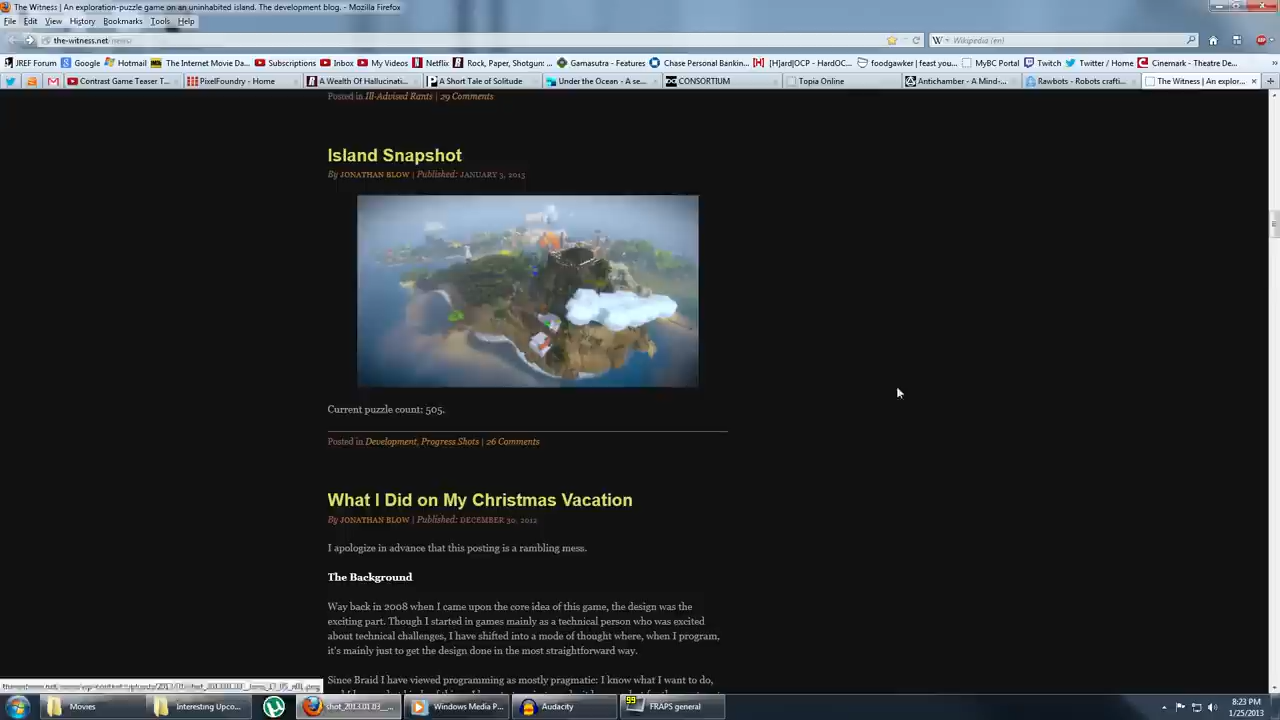 The Witness | An exploration-puzzle game on an uninhabited island. The development blog. - Mozilla Firefox
File Edit View History Bookmarks Tools Help
the-witness.net/news/
Wikipedia (en)
JREF Forum Google Hotmail The Internet Movie Da... Subscriptions Inbox My Videos Netflix Rock, Paper, Shotgun: ... Gamasutra - Features Chase Personal Banking... [H]ard|OCP - HardOC... foodgawker | feast you... MyBC Portal Twitch Twitter / Home Cinemark - Theatre De...
Contrast Game Teaser T... PixelFoundry - Home A Wealth Of Hallucinati... A Short Tale of Solitude Under the Ocean - A se... CONSORTIUM Topia Online Antichamber - A Mind-... Rawbots - Robots crafti... The Witness | An explor...
Posted in Ill-Advised Rants | 29 Comments
Island Snapshot
By JONATHAN BLOW | Published: JANUARY 3, 2013
Current puzzle count: 505.
Posted in Development, Progress Shots | 26 Comments
What I Did on My Christmas Vacation
By JONATHAN BLOW | Published: DECEMBER 30, 2012
I apologize in advance that this posting is a rambling mess.
The Background
Way back in 2008 when I came upon the core idea of this game, the design was the
exciting part. Though I started in games mainly as a technical person who was excited
about technical challenges, I have shifted into a mode of thought where, when I program,
it's mainly just to get the design done in the most straightforward way.
Since Braid I have viewed programming as mostly pragmatic: I know what I want to do,
Movies Interesting Upco... shot_2013.01.03__... Windows Media P... Audacity 99 FRAPS general
8:23 PM
1/25/2013